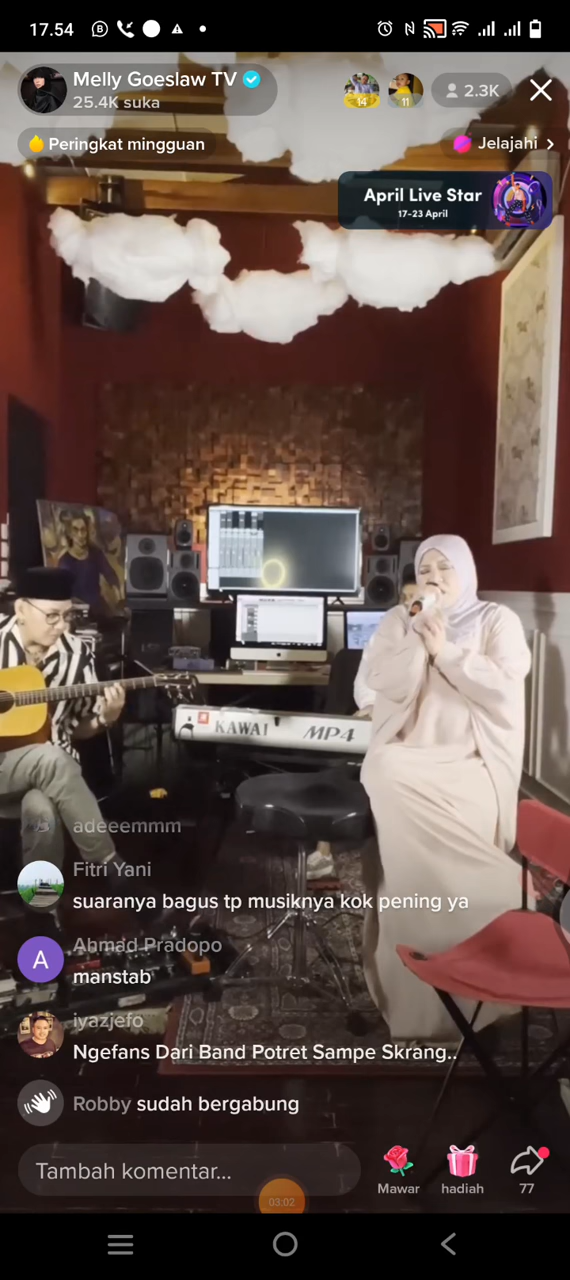 17.54
Melly Goeslaw TV
25.4K suka
14
11
2.3K
Peringkat mingguan
Jelajahi
April Live Star
17-23 April
KAWAI MP4
adeeemmm
Fitri Yani
suaranya bagus tp musiknya kok pening ya
A
Ahmad Pradopo
manstab
iyazjefo
Ngefans Dari Band Potret Sampe Skrang..
Robby sudah bergabung
Tambah komentar...
Mawar
hadiah
77
03:02